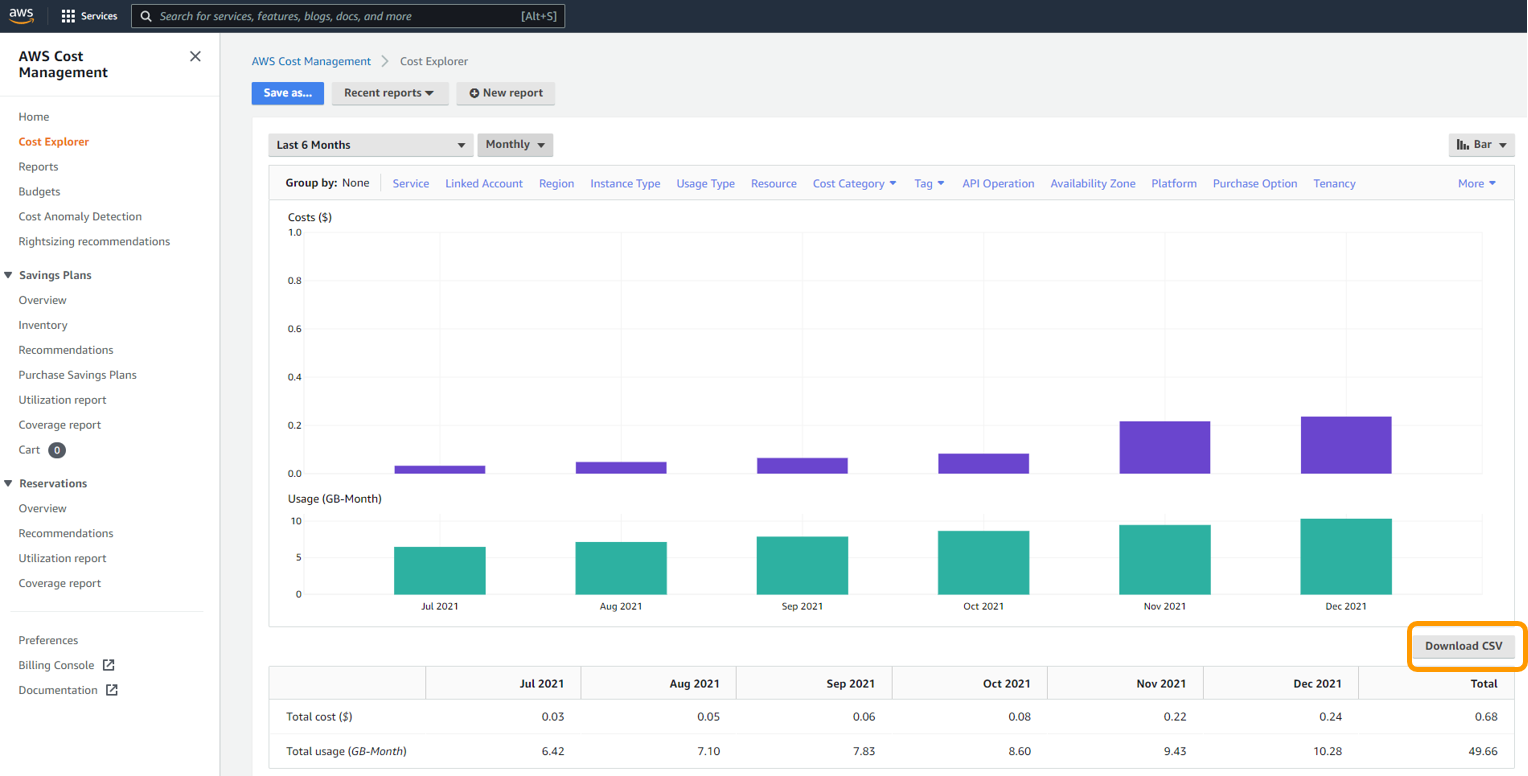 aws
Services
Search for services, features, blogs, docs, and more
[Alt+S]
AWS Cost
Management
Home
Cost Explorer
Reports
Budgets
Cost Anomaly Detection
Rightsizing recommendations
Savings Plans
Overview
Inventory
Recommendations
Purchase Savings Plans
Utilization report
Coverage report
Cart 0
Reservations
Overview
Recommendations
Utilization report
Coverage report
Preferences
Billing Console
Documentation
AWS Cost Management > Cost Explorer
Save as... Recent reports New report
Last 6 Months Monthly Bar
Group by: None Service Linked Account Region Instance Type Usage Type Resource Cost Category Tag API Operation Availability Zone Platform Purchase Option Tenancy More
Costs ($)
1.0
0.8
0.6
0.4
0.2
0.0
Usage (GB-Month)
10
5
0
Jul 2021 Aug 2021 Sep 2021 Oct 2021 Nov 2021 Dec 2021
Download CSV
Jul 2021 Aug 2021 Sep 2021 Oct 2021 Nov 2021 Dec 2021 Total
Total cost ($) 0.03 0.05 0.06 0.08 0.22 0.24 0.68
Total usage (GB-Month) 6.42 7.10 7.83 8.60 9.43 10.28 49.66